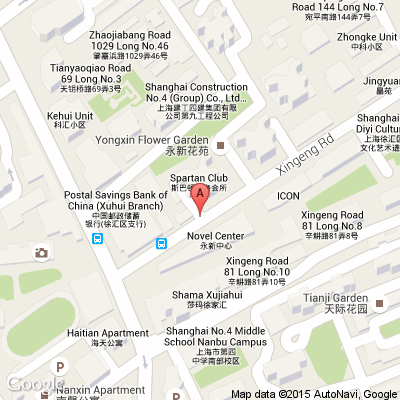 Road 144 Long No.7
宛平南路144弄7号
Zhaojiabang Road
1029 Long No.46
肇嘉浜路1029弄46号
Zhongke Unit
中科小区
Tianyaoqiao Road
69 Long No.3
天钥桥路69弄3号
Shanghai Construction
No.4 (Group) Co., Ltd...
上海建工四建集团有限
公司第九工程公司
Jingyuan
Kehui Unit
科汇小区
Shanghai
Diyi Cultur
上海徐汇区
文化艺术进
Yongxin Flower Garden
永新花苑
Xingeng Rd
Spartan Club
斯巴顿
会所
A
Postal Savings Bank of
China (Xuhui Branch)
中国邮政储蓄
银行(徐汇区支行)
ICON
Novel Center
永新中心
Xingeng Road
81 Long No.8
辛耕路81弄8号
Xingeng Road
81 Long No.10
辛耕路81弄10号
Shama Xujiahui
莎玛徐家汇
Tianji Garden
天际花园
Haitian Apartment
海天公寓
Shanghai No.4 Middle
School Nanbu Campus
上海市第四
中学南部校区
P
P
P
Nanxin Apartment
Google
©2015 AutoNavi, Google